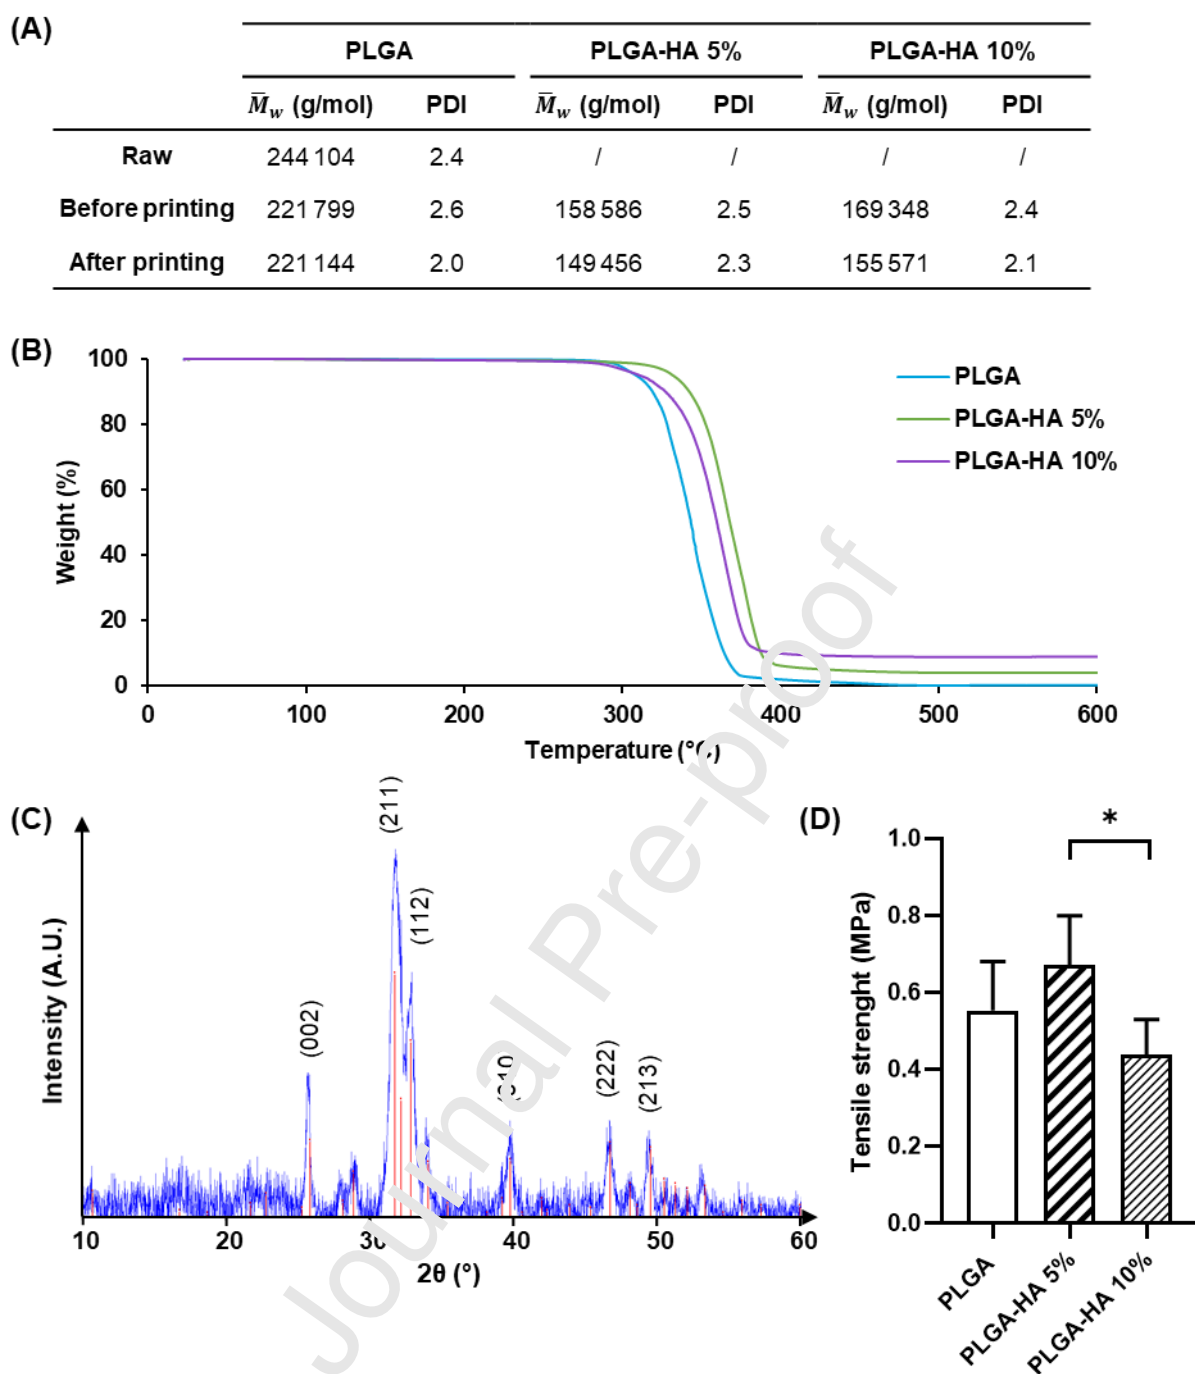 (A)
PLGA PLGA-HA 5% PLGA-HA 10%
M̅w (g/mol) PDI M̅w (g/mol) PDI M̅w (g/mol) PDI
Raw 244 104 2.4 / / / /
Before printing 221 799 2.6 158 586 2.5 169 348 2.4
After printing 221 144 2.0 149 456 2.3 155 571 2.1
(B)
Weight (%)
100
80
60
40
20
0
0 100 200 300 400 500 600
Temperature (°C)
PLGA
PLGA-HA 5%
PLGA-HA 10%
(C)
Intensity (A.U.)
(002)
(211)
(112)
(222)
(213)
10 20 30 40 50 60
2θ (°)
(D)
Tensile strenght (MPa)
1.0
0.8
0.6
0.4
0.2
0.0
*
PLGA
PLGA-HA 5%
PLGA-HA 10%
Journal Pre-proof